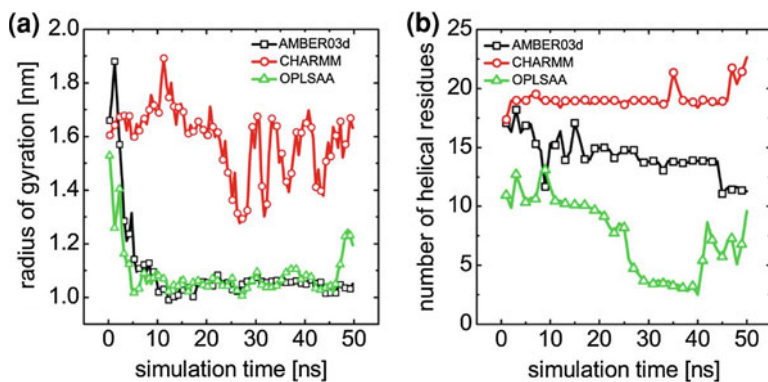 (a)
radius of gyration [nm]
2.0
1.8
1.6
1.4
1.2
1.0
AMBER03d
CHARMM
OPLSAA
0 10 20 30 40 50
simulation time [ns]
(b)
number of helical residues
25
20
15
10
5
0
AMBER03d
CHARMM
OPLSAA
0 10 20 30 40 50
simulation time [ns]